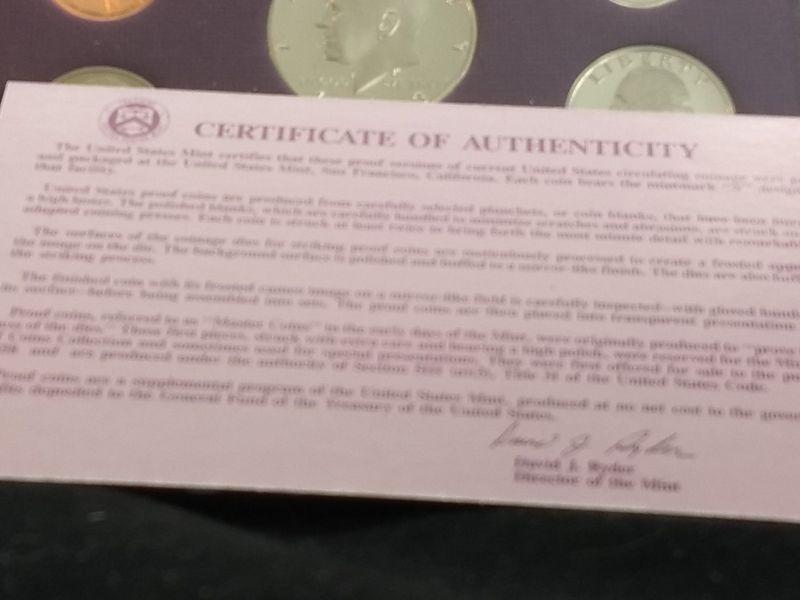 LIBERTY
CERTIFICATE OF AUTHENTICITY
The United States Mint certifies that these proof coins of current United States circulating coinage were
and packaged at the United States Mint, San Francisco, California. Each coin bears the mintmark "S"
that facility.
United States proof coins are produced from carefully selected planchets, or coin blanks, that have been
a high luster. The polished blanks, which are carefully handled to minimize scratches and abrasions, are struck
coining presses. Each coin is struck at least twice to bring forth the most minute detail with
The surfaces of the coinage dies for striking proof coins are meticulously processed to create a frosted
the image on the die. The background surface is polished and buffed to a mirror-like finish. The dies are also
the striking process.
The finished coin with its frosted cameo image on a mirror-like field is carefully inspected--with gloved
before being assembled into sets. The proof coins are then placed into transparent presentation
Proof coins, referred to as "Master Coins" in the early days of the Mint, were originally produced to
of the dies." These first pieces, struck with extra care and bearing a high polish, were reserved for the
Coin Collection and sometimes used for special presentations. They were first offered for sale to the
and are produced under the authority of Section Title 31 of the United States Code.
Proof coins are a supplemental program of the United States Mint, produced at no net cost to the
deposited to the General Fund of the Treasury of the United States.
David J. Ryder
David J. Ryder
Director of the Mint